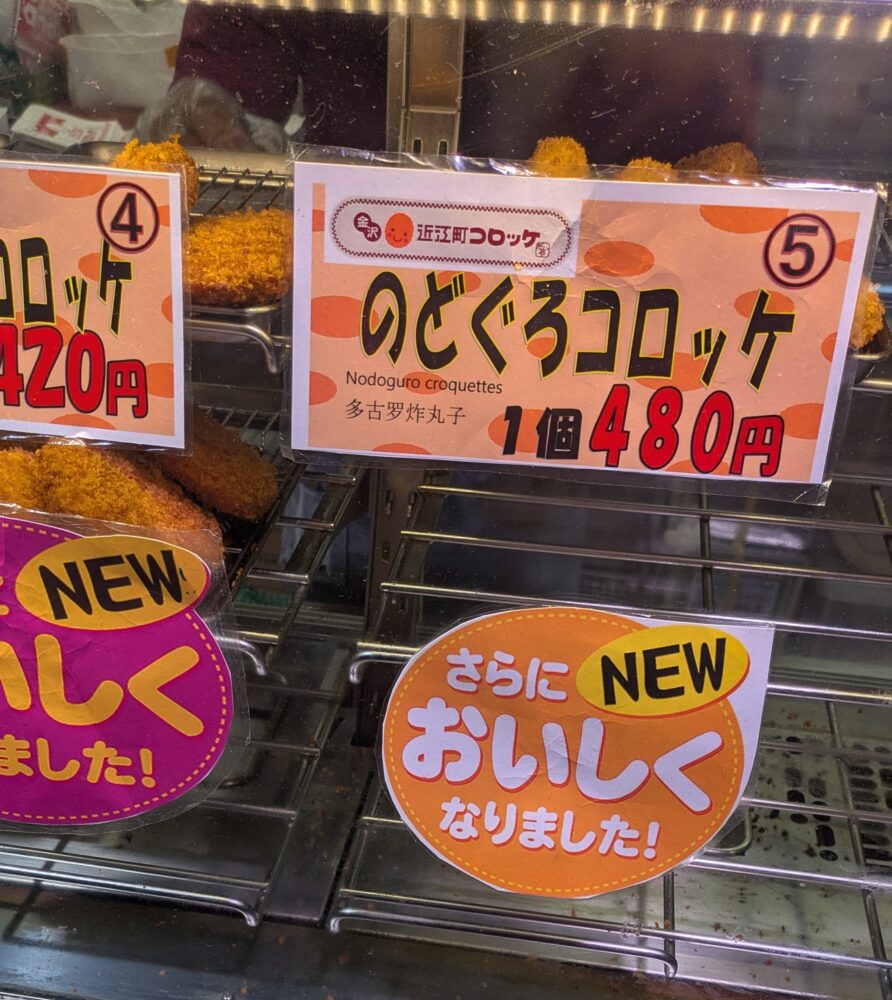 ④
ロッケ
420円
金沢 近江町コロッケ
⑤
のどぐろコロッケ
Nodoguro croquettes
多古罗炸丸子
1個480円
NEW
いしく
ました!
さらに
NEW
おいしく
なりました!